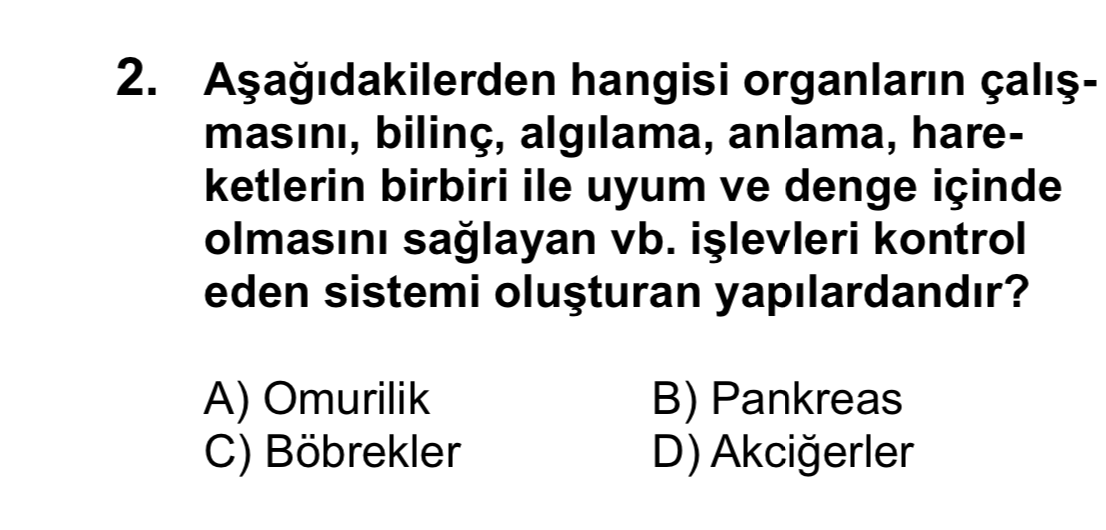 2. Aşağıdakilerden hangisi organların çalış-
masını, bilinç, algılama, anlama, hare-
ketlerin birbiri ile uyum ve denge içinde
olmasını sağlayan vb. işlevleri kontrol
eden sistemi oluşturan yapılardandır?
A) Omurilik B) Pankreas
C) Böbrekler D) Akciğerler